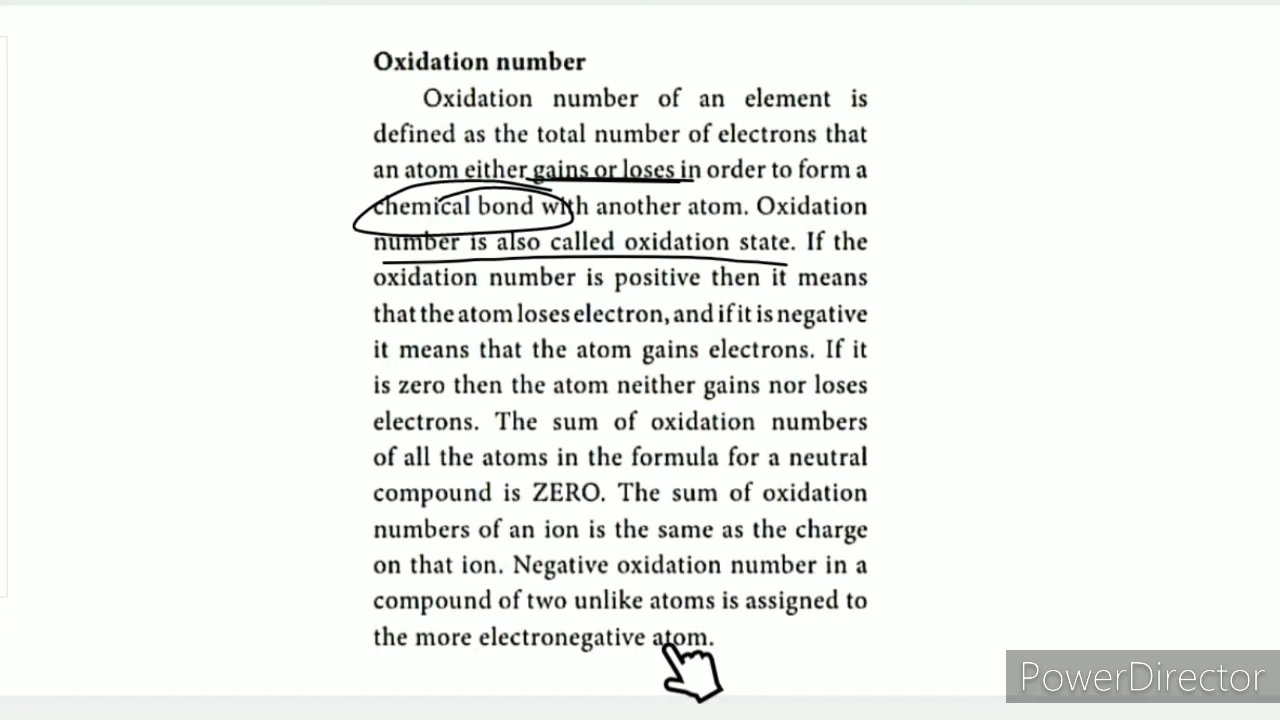 Oxidation number
Oxidation number of an element is
defined as the total number of electrons that
an atom either gains or loses in order to form a
chemical bond with another atom. Oxidation
number is also called oxidation state. If the
oxidation number is positive then it means
that the atom loses electron, and if it is negative
it means that the atom gains electrons. If it
is zero then the atom neither gains nor loses
electrons. The sum of oxidation numbers
of all the atoms in the formula for a neutral
compound is ZERO. The sum of oxidation
numbers of an ion is the same as the charge
on that ion. Negative oxidation number in a
compound of two unlike atoms is assigned to
the more electronegative atom.
PowerDirector